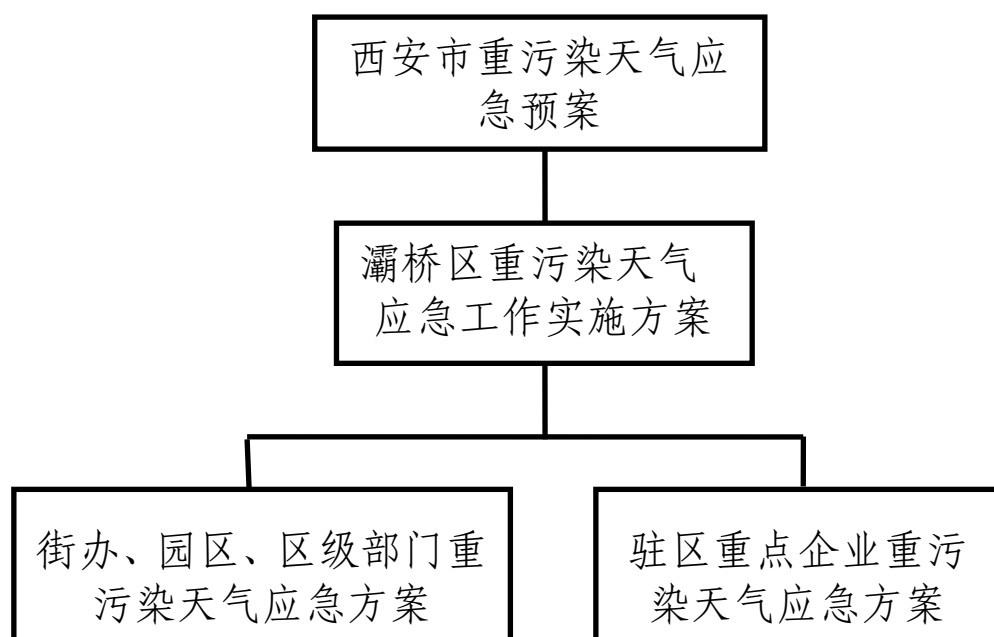 西安市重污染天气应
急预案
灞桥区重污染天气
应急工作实施方案
街办、园区、区级部门重
污染天气应急方案
驻区重点企业重污
染天气应急方案